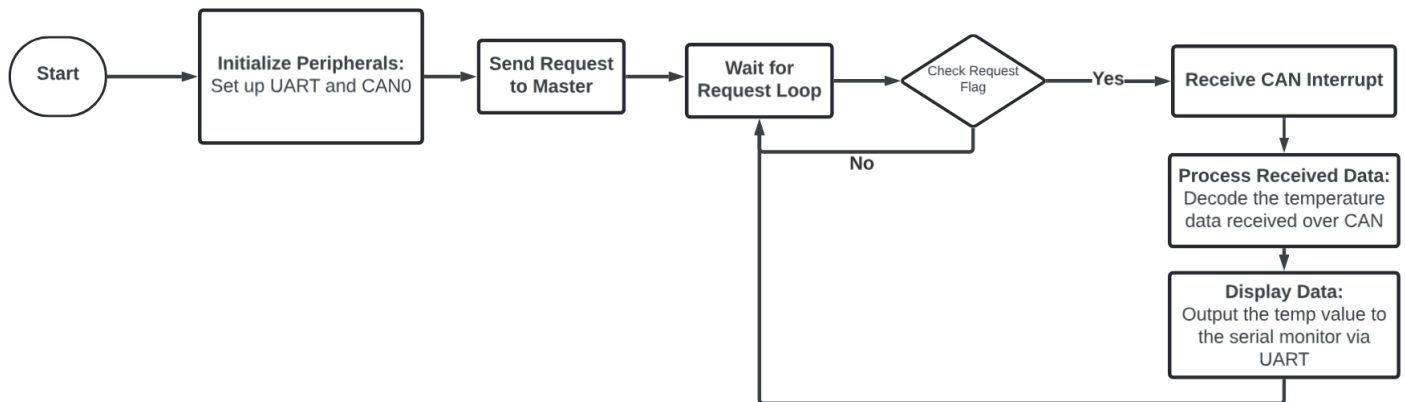 Start
Initialize Peripherals:
Set up UART and CAN0
Send Request
to Master
Wait for
Request Loop
Check Request
Flag
Yes
Receive CAN Interrupt
No
Process Received Data:
Decode the temperature
data received over CAN
Display Data:
Output the temp value to
the serial monitor via
UART